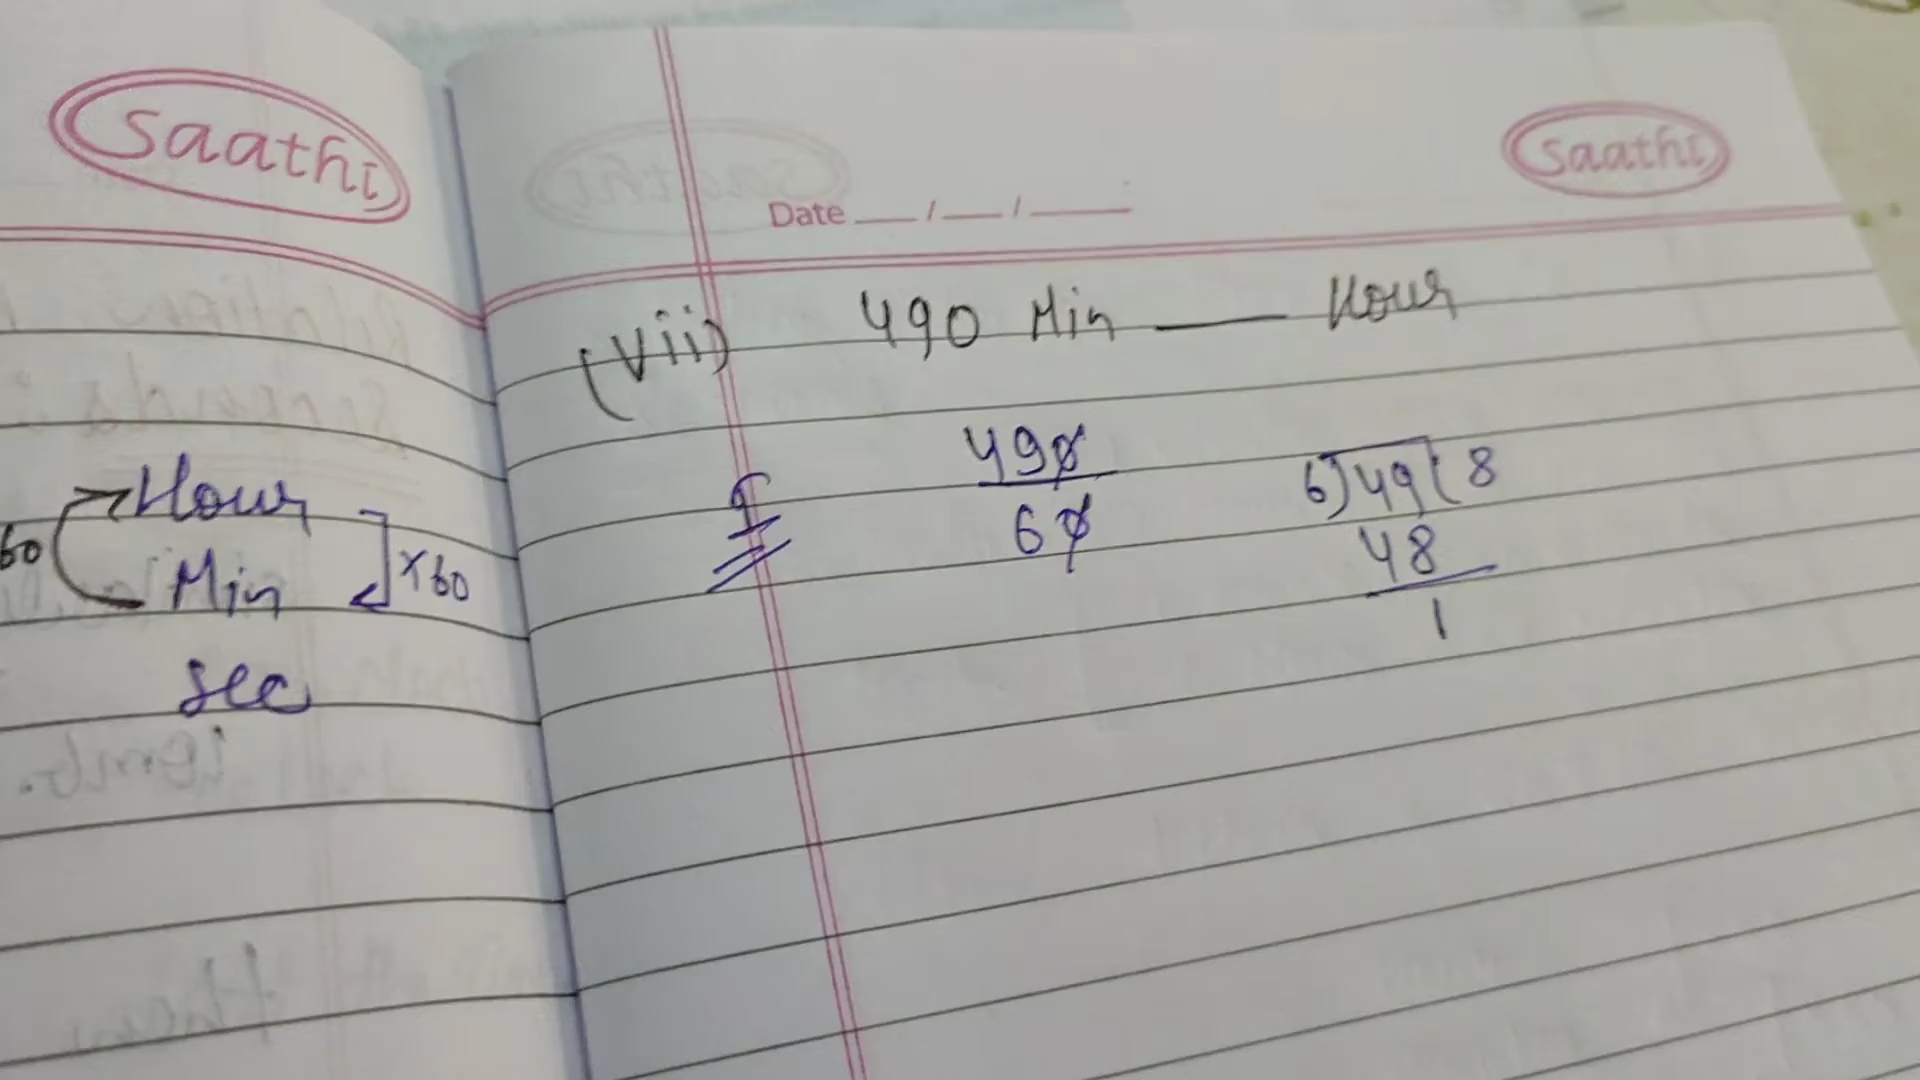 Saathi
Hour
60
Min
×60
sec
Saathi
Date __/__/____
(vii) 490 Min —— Hour
490
60
6)49(8
48
1